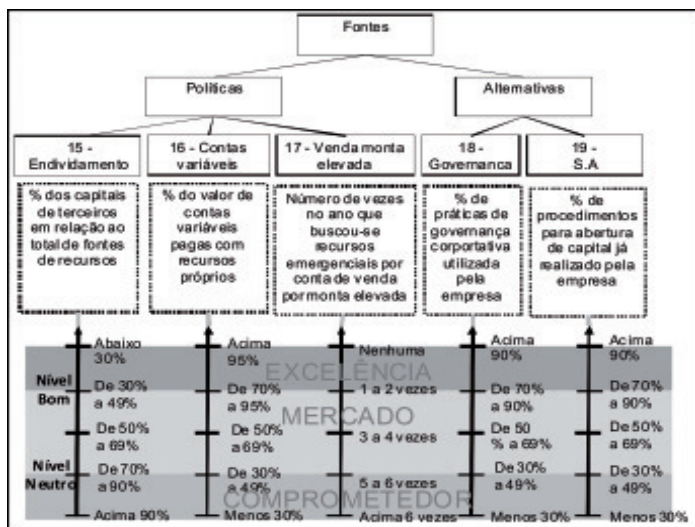 Fontes
Políticas
Alternativas
15 -
Endividamento
16 - Contas
variáveis
17 - Venda monta
elevada
18 -
Governanca
19 -
S.A
% dos capitais
de terceiros
em relação ao
total de fontes
de recursos
% do valor de
contas
variáveis
pagas com
recursos
próprios
Número de vezes
no ano que
buscou-se
recursos
emergenciais por
conta de venda
por monta elevada
% de
práticas de
governança
corportativa
utilizada
pela
empresa
% de
procedimentos
para abertura
de capital já
realizado pela
empresa
Abaixo
30%
Acima
95%
Nenhuma
Acima
90%
Acima
90%
EXCELÊNCIA
Nível
Bom
De 30%
a 49%
De 70%
a 95%
1 a 2 vezes
De 70%
a 90%
De 70%
a 90%
MERCADO
De 50%
a 69%
De 50%
a 69%
3 a 4 vezes
De 50
% a 69%
De 50%
a 69%
Nível
Neutro
De 70%
a 90%
De 30%
a 49%
5 a 6 vezes
De 30%
a 49%
De 30%
a 49%
COMPROMETEDOR
Acima 90%
Menos 30%
Acima 6 vezes
Menos 30%
Menos 30%